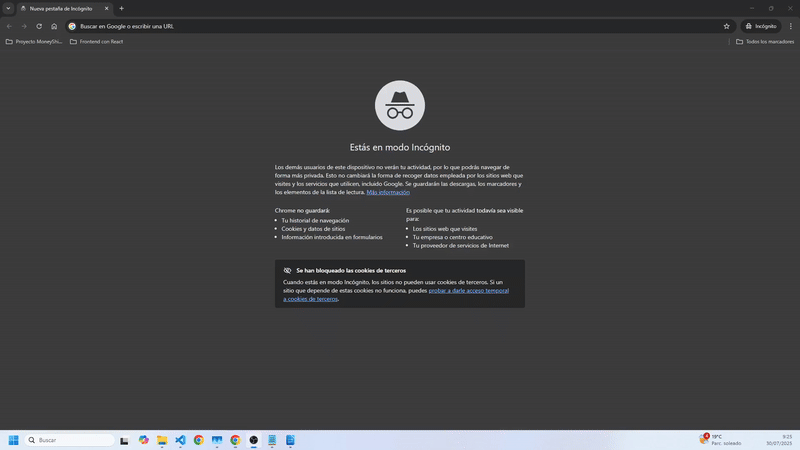 Nueva pestaña de Incógnito
Buscar en Google o escribir una URL
Incógnito
Proyecto MoneyShi...
Frontend con React
Todos los marcadores
Estás en modo Incógnito
Los demás usuarios de este dispositivo no verán tu actividad, por lo que podrás navegar de
forma más privada. Esto no cambiará la forma de recoger datos empleada por los sitios web que
visites y los servicios que utilicen, incluido Google. Se guardarán las descargas, los marcadores y
los elementos de la lista de lectura. Más información
Chrome no guardará:
Tu historial de navegación
Cookies y datos de sitios
Información introducida en formularios
Es posible que tu actividad todavía sea visible
para:
Los sitios web que visites
Tu empresa o centro educativo
Tu proveedor de servicios de Internet
Se han bloqueado las cookies de terceros
Cuando estás en modo Incógnito, los sitios no pueden usar cookies de terceros. Si un
sitio que depende de estas cookies no funciona, puedes probar a darle acceso temporal
a cookies de terceros.
Buscar
4
19°C
Parc. soleado
9:25
30/07/2025